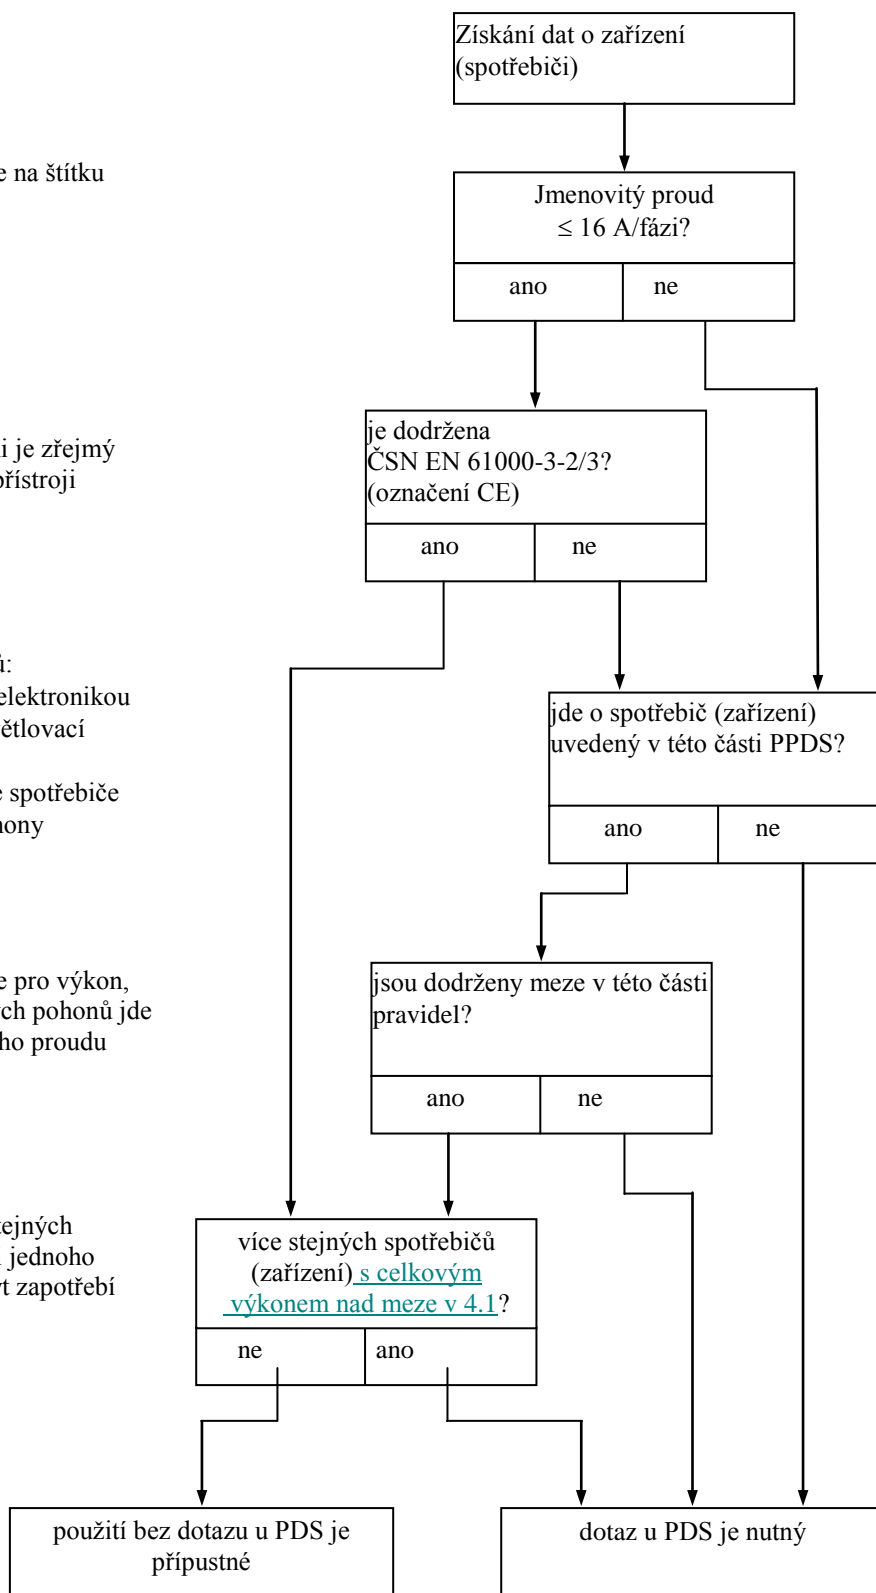 Získání dat o zařízení
(spotřebiči)
e na štítku
Jmenovitý proud
≤ 16 A/fázi?
ano
ne
je dodržena
ČSN EN 61000-3-2/3?
(označení CE)
i je zřejmý
přístroji
ano
ne
ů:
elektronikou
větlovací
e spotřebiče
hony
jde o spotřebič (zařízení)
uvedený v této části PPDS?
ano
ne
e pro výkon,
ých pohonů jde
ho proudu
jsou dodrženy meze v této části
pravidel?
ano
ne
tejných
jednoho
ýt zapotřebí
více stejných spotřebičů
(zařízení) s celkovým
výkonem nad meze v 4.1?
ne
ano
použití bez dotazu u PDS je
přípustné
dotaz u PDS je nutný